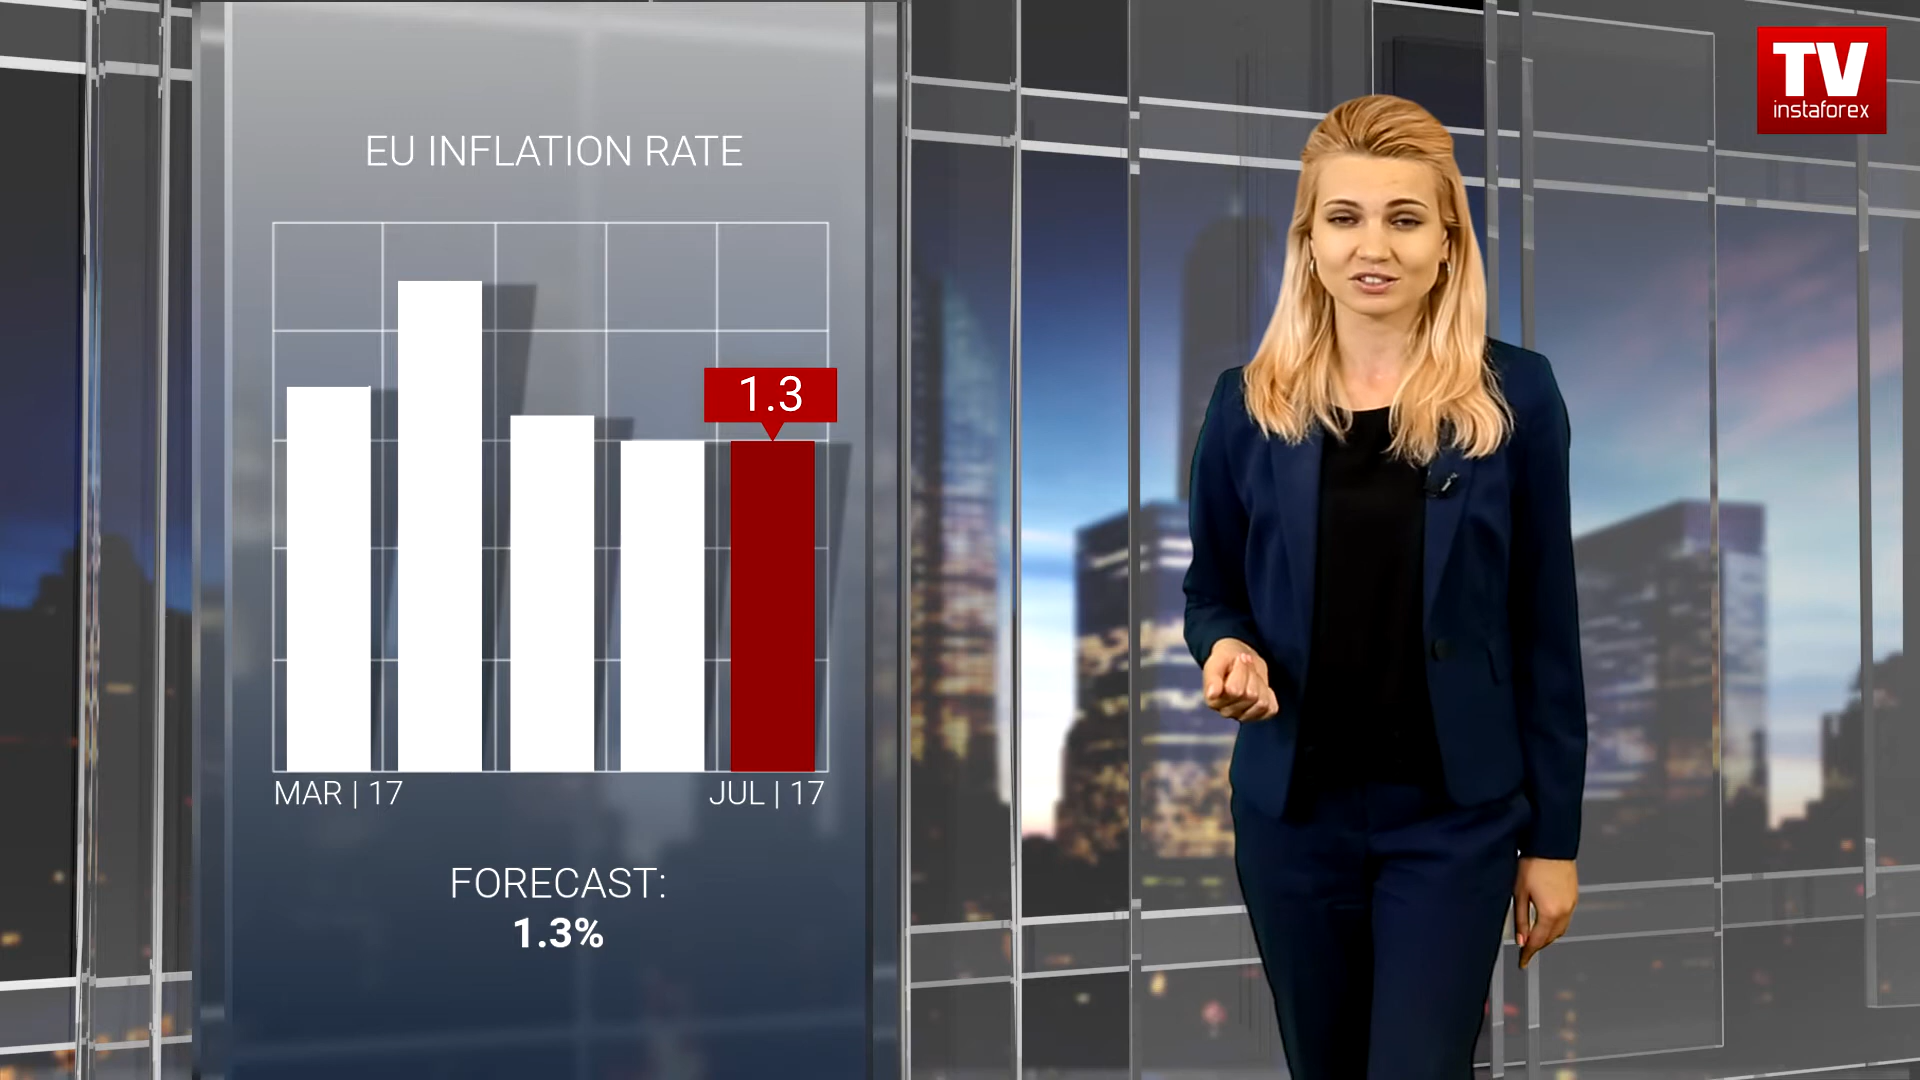 EU INFLATION RATE
1.3
MAR | 17
JUL | 17
FORECAST:
1.3%
TV
instaforex